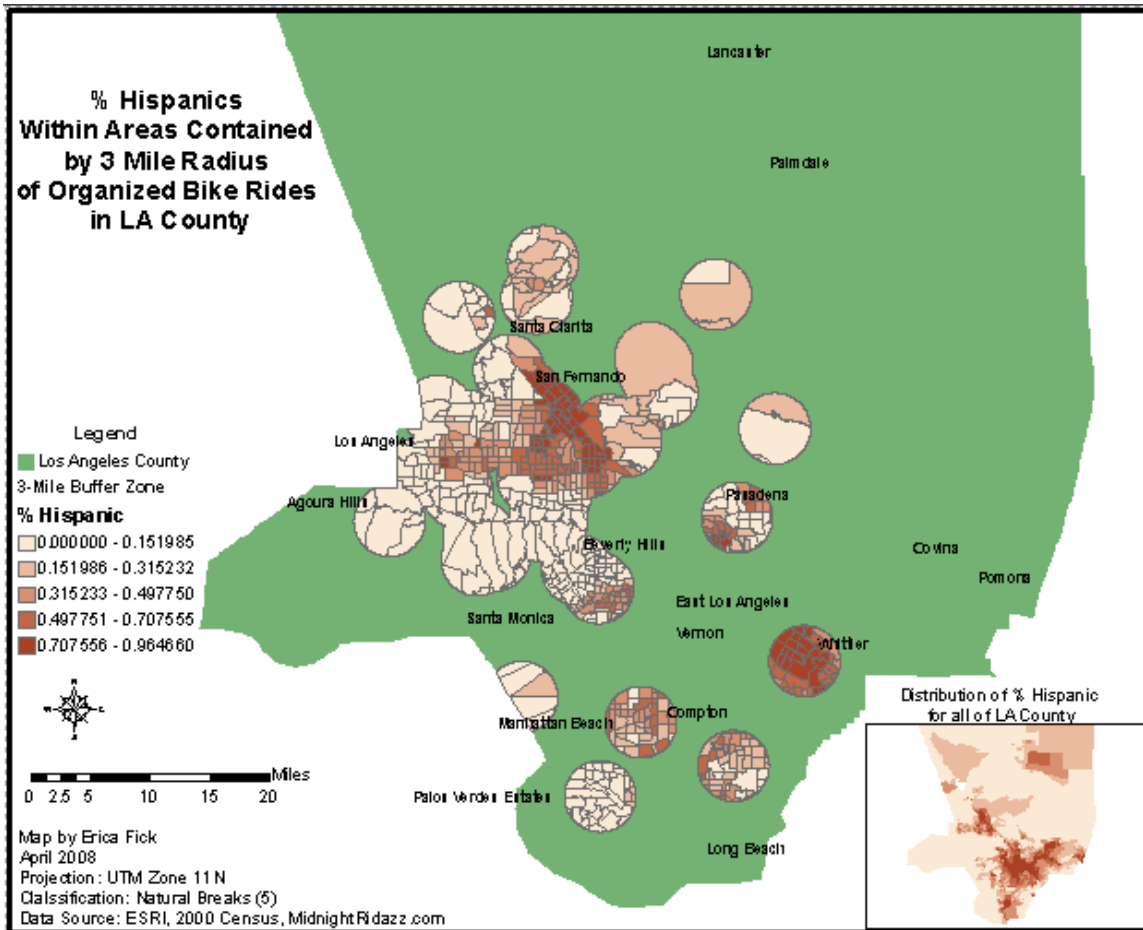 % Hispanics
Within Areas Contained
by 3 Mile Radius
of Organized Bike Rides
in LA County
Lancaster
Palmdale
Santa Clarita
San Fernando
Los Angeles
Agoura Hills
Pasadena
Beverly Hills
Covina
Pomona
East Los Angeles
Santa Monica
Vernon
Whittier
Manhattan Beach
Compton
Palos Verdes Estates
Long Beach
Legend
Los Angeles County
3-Mile Buffer Zone
% Hispanic
0.000000 - 0.151985
0.151986 - 0.315232
0.315233 - 0.497750
0.497751 - 0.707555
0.707556 - 0.964660
N
W
E
S
Miles
0 2.5 5 10 15 20
Map by Erica Fick
April 2008
Projection: UTM Zone 11N
Clalssification: Natural Breaks (5)
Data Source: ESRI, 2000 Census, MidnightRidazz.com
Distribution of % Hispanic
for all of LA County